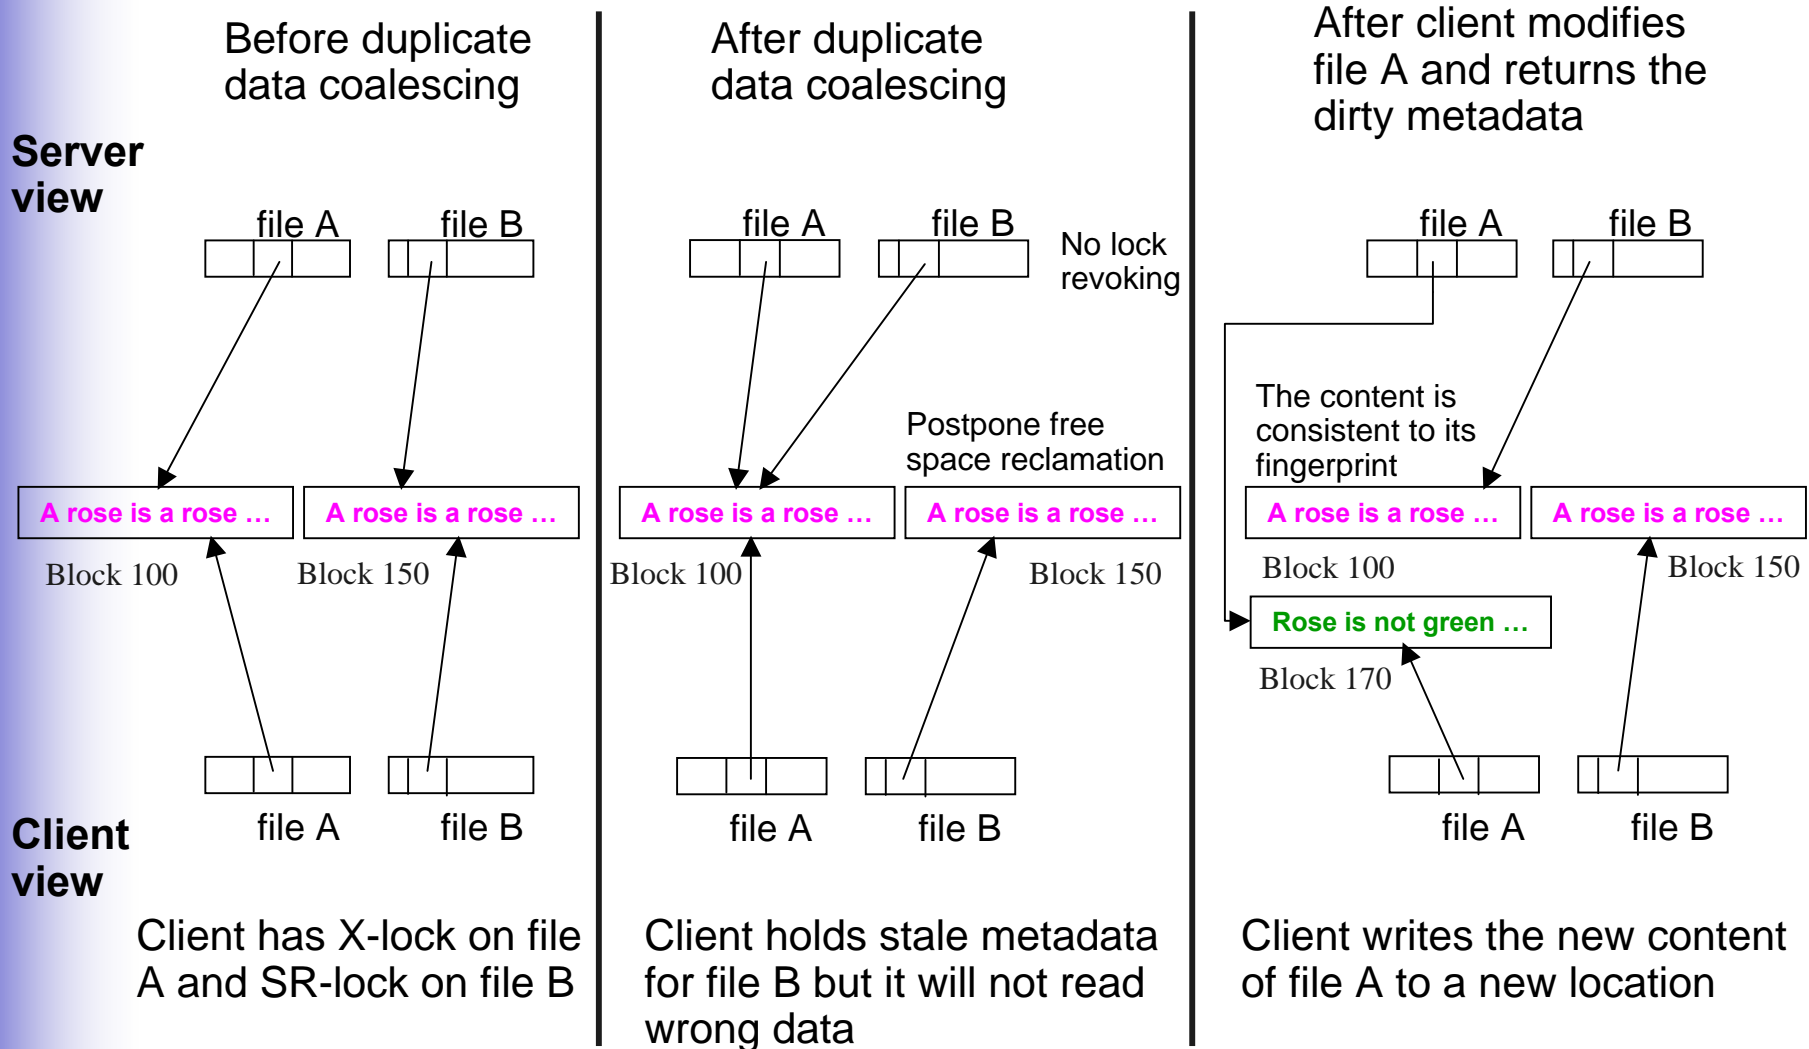 Before duplicate
data coalescing
Server
view
file A
file B
A rose is a rose …
A rose is a rose …
Block 100
Block 150
Client
view
file A
file B
Client has X-lock on file
A and SR-lock on file B
After duplicate
data coalescing
file A
file B
No lock
revoking
Postpone free
space reclamation
A rose is a rose …
A rose is a rose …
Block 100
Block 150
file A
file B
Client holds stale metadata
for file B but it will not read
wrong data
After client modifies
file A and returns the
dirty metadata
file A
file B
The content is
consistent to its
fingerprint
A rose is a rose …
A rose is a rose …
Block 100
Block 150
Rose is not green …
Block 170
file A
file B
Client writes the new content
of file A to a new location